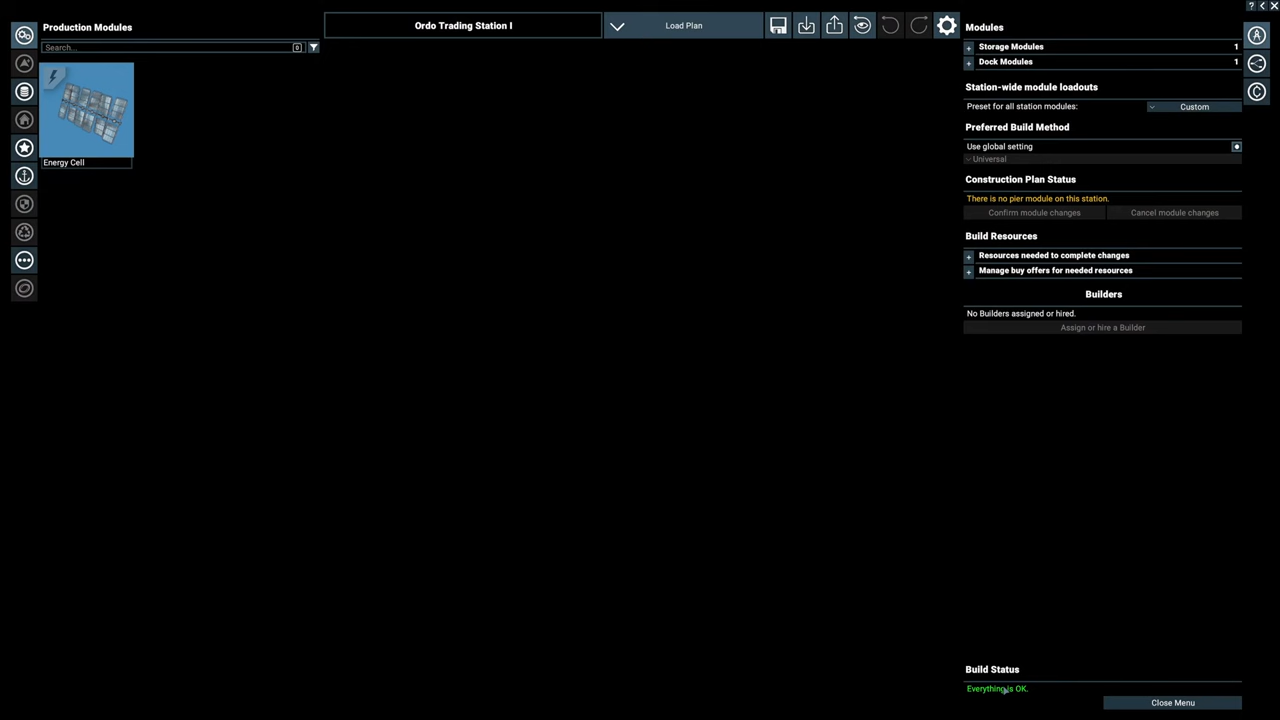 Production Modules
Search...
0
Energy Cell
Ordo Trading Station I
Load Plan
?
Modules
Storage Modules 1
Dock Modules 1
Station-wide module loadouts
Preset for all station modules: Custom
Preferred Build Method
Use global setting
Universal
Construction Plan Status
There is no pier module on this station.
Confirm module changes Cancel module changes
Build Resources
Resources needed to complete changes
Manage buy offers for needed resources
Builders
No Builders assigned or hired.
Assign or hire a Builder
Build Status
Everything is OK.
Close Menu